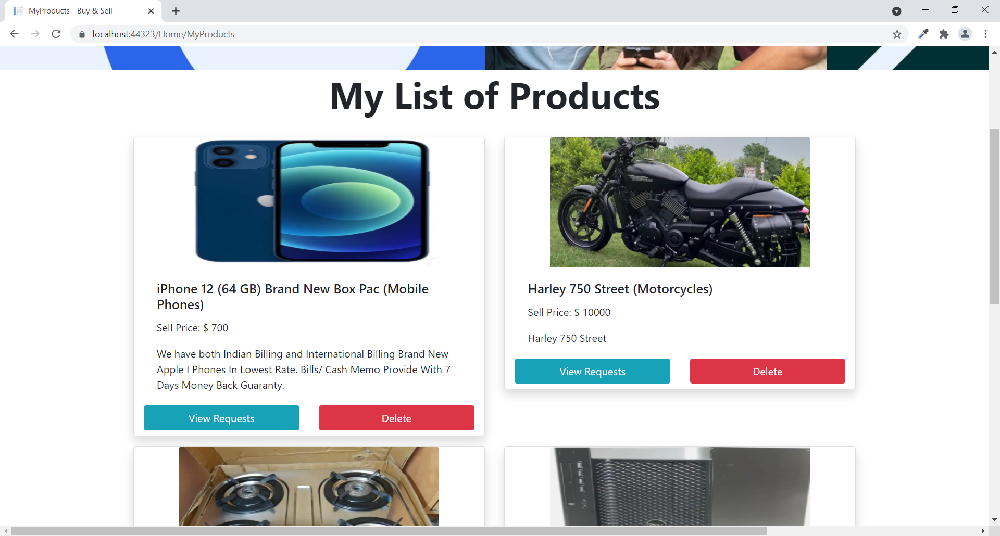 MyProducts - Buy & Sell
localhost:44323/Home/MyProducts
My List of Products
iPhone 12 (64 GB) Brand New Box Pac (Mobile
Phones)
Sell Price: $ 700
We have both Indian Billing and International Billing Brand New
Apple I Phones In Lowest Rate. Bills/ Cash Memo Provide With 7
Days Money Back Guaranty.
View Requests
Delete
Harley 750 Street (Motorcycles)
Sell Price: $ 10000
Harley 750 Street
View Requests
Delete